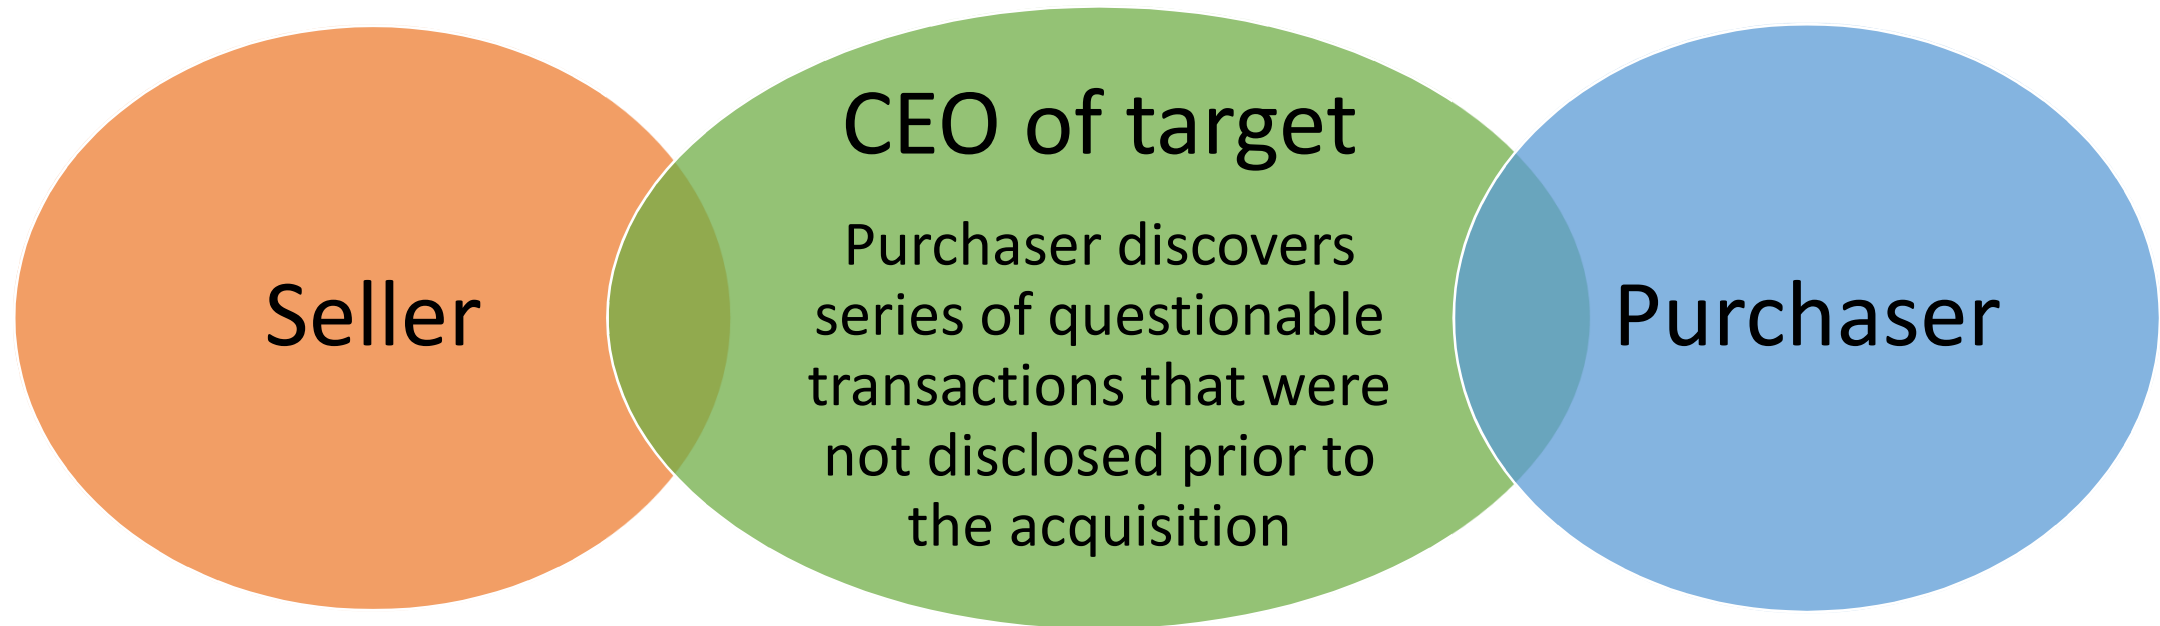 Seller
CEO of target
Purchaser discovers
series of questionable
transactions that were
not disclosed prior to
the acquisition
Purchaser